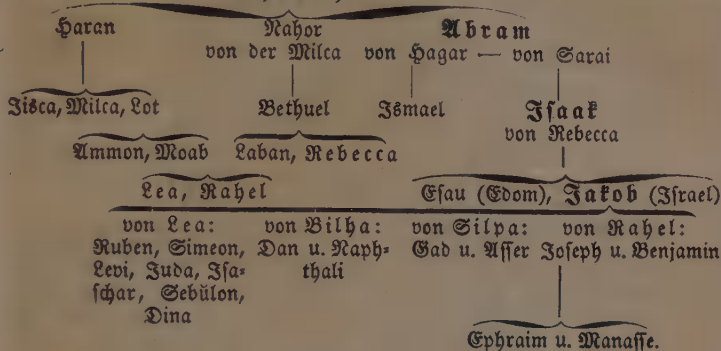 Haran Nahor Abram
von der Milca von Hagar — von Sarai
Jisca, Milca, Lot Bethuel Ismael Isaak
von Rebecca
Ammon, Moab Laban, Rebecca
Lea, Rahel Esau (Edom), Jakob (Israel)
von Lea: von Bilha: von Silpa: von Rahel:
Ruben, Simeon, Dan u. Naph= Gad u. Asser Joseph u. Benjamin
Levi, Juda, Isa= thali
schar, Sebülon,
Dina
Ephraim u. Manasse.